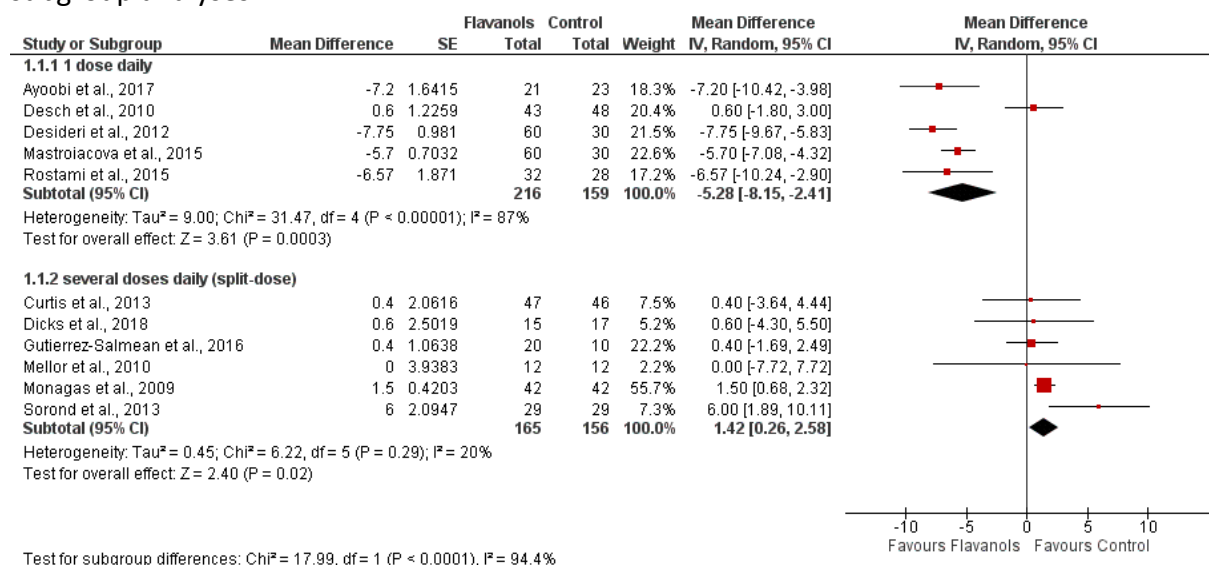 subgroup analyses
Flavanols Control Mean Difference Mean Difference
Study or Subgroup Mean Difference SE Total Total Weight IV, Random, 95% CI IV, Random, 95% CI
1.1.1 1 dose daily
Ayoobi et al., 2017 -7.2 1.6415 21 23 18.3% -7.20 [-10.42, -3.98]
Desch et al., 2010 0.6 1.2259 43 48 20.4% 0.60 [-1.80, 3.00]
Desideri et al., 2012 -7.75 0.981 60 30 21.5% -7.75 [-9.67, -5.83]
Mastroiacova et al., 2015 -5.7 0.7032 60 30 22.6% -5.70 [-7.08, -4.32]
Rostami et al., 2015 -6.57 1.871 32 28 17.2% -6.57 [-10.24, -2.90]
Subtotal (95% CI) 216 159 100.0% -5.28 [-8.15, -2.41]
Heterogeneity: Tau² = 9.00; Chi² = 31.47, df = 4 (P < 0.00001); I² = 87%
Test for overall effect: Z = 3.61 (P = 0.0003)
1.1.2 several doses daily (split-dose)
Curtis et al., 2013 0.4 2.0616 47 46 7.5% 0.40 [-3.64, 4.44]
Dicks et al., 2018 0.6 2.5019 15 17 5.2% 0.60 [-4.30, 5.50]
Gutierrez-Salmean et al., 2016 0.4 1.0638 20 10 22.2% 0.40 [-1.69, 2.49]
Mellor et al., 2010 0 3.9383 12 12 2.2% 0.00 [-7.72, 7.72]
Monagas et al., 2009 1.5 0.4203 42 42 55.7% 1.50 [0.68, 2.32]
Sorond et al., 2013 6 2.0947 29 29 7.3% 6.00 [1.89, 10.11]
Subtotal (95% CI) 165 156 100.0% 1.42 [0.26, 2.58]
Heterogeneity: Tau² = 0.45; Chi² = 6.22, df = 5 (P = 0.29); I² = 20%
Test for overall effect: Z = 2.40 (P = 0.02)
-10 -5 0 5 10
Favours Flavanols Favours Control
Test for subgroup differences: Chi² = 17.99, df = 1 (P < 0.0001), I² = 94.4%